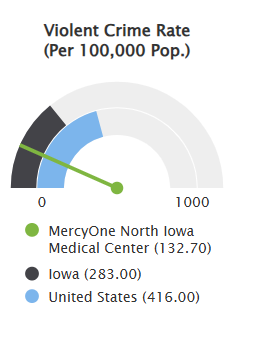 Violent Crime Rate
(Per 100,000 Pop.)
0 1000
MercyOne North Iowa
Medical Center (132.70)
Iowa (283.00)
United States (416.00)